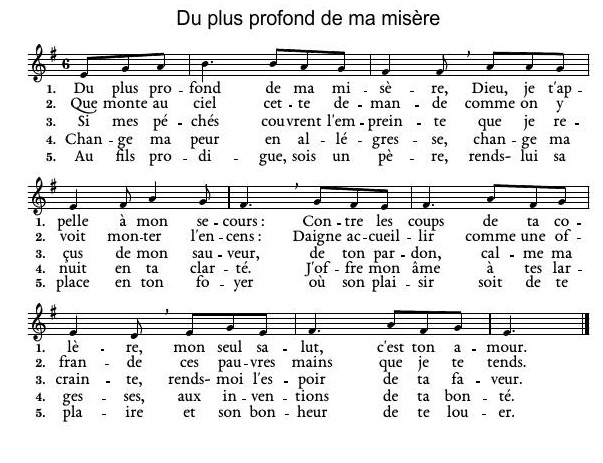 Du plus profond de ma misère
6
1. Du plus pro - fond de ma mi - sè - re, Dieu, je t'ap -
2. Que monte au ciel cet - te de - man - de comme on y
3. Si mes pé - chés couvrent l'em - prein - te que je re -
4. Chan - ge ma peur en al - lé - gres - se, chan - ge ma
5. Au fils pro - di - gue, sois un pè - re, rends - lui sa
1. pelle à mon se - cours : Con - tre les coups de ta co -
2. voit mon - ter l'en - cens : Daigne ac - cueil - lir comme une of -
3. çus de mon sau - veur, de ton par - don, cal - me ma
4. nuit en ta clar - té. J'of - fre mon âme à tes lar -
5. place en ton fo - yer où son plai - sir soit de te
1. lè - re, mon seul sa - lut, c'est ton a - mour.
2. fran - de ces pau - vres mains que je te tends.
3. crain - te, rends - moi l'es - poir de ta fa - veur.
4. ges - ses, aux in - ven - tions de ta bon - té.
5. plai - re et son bon - heur de te lou - er.